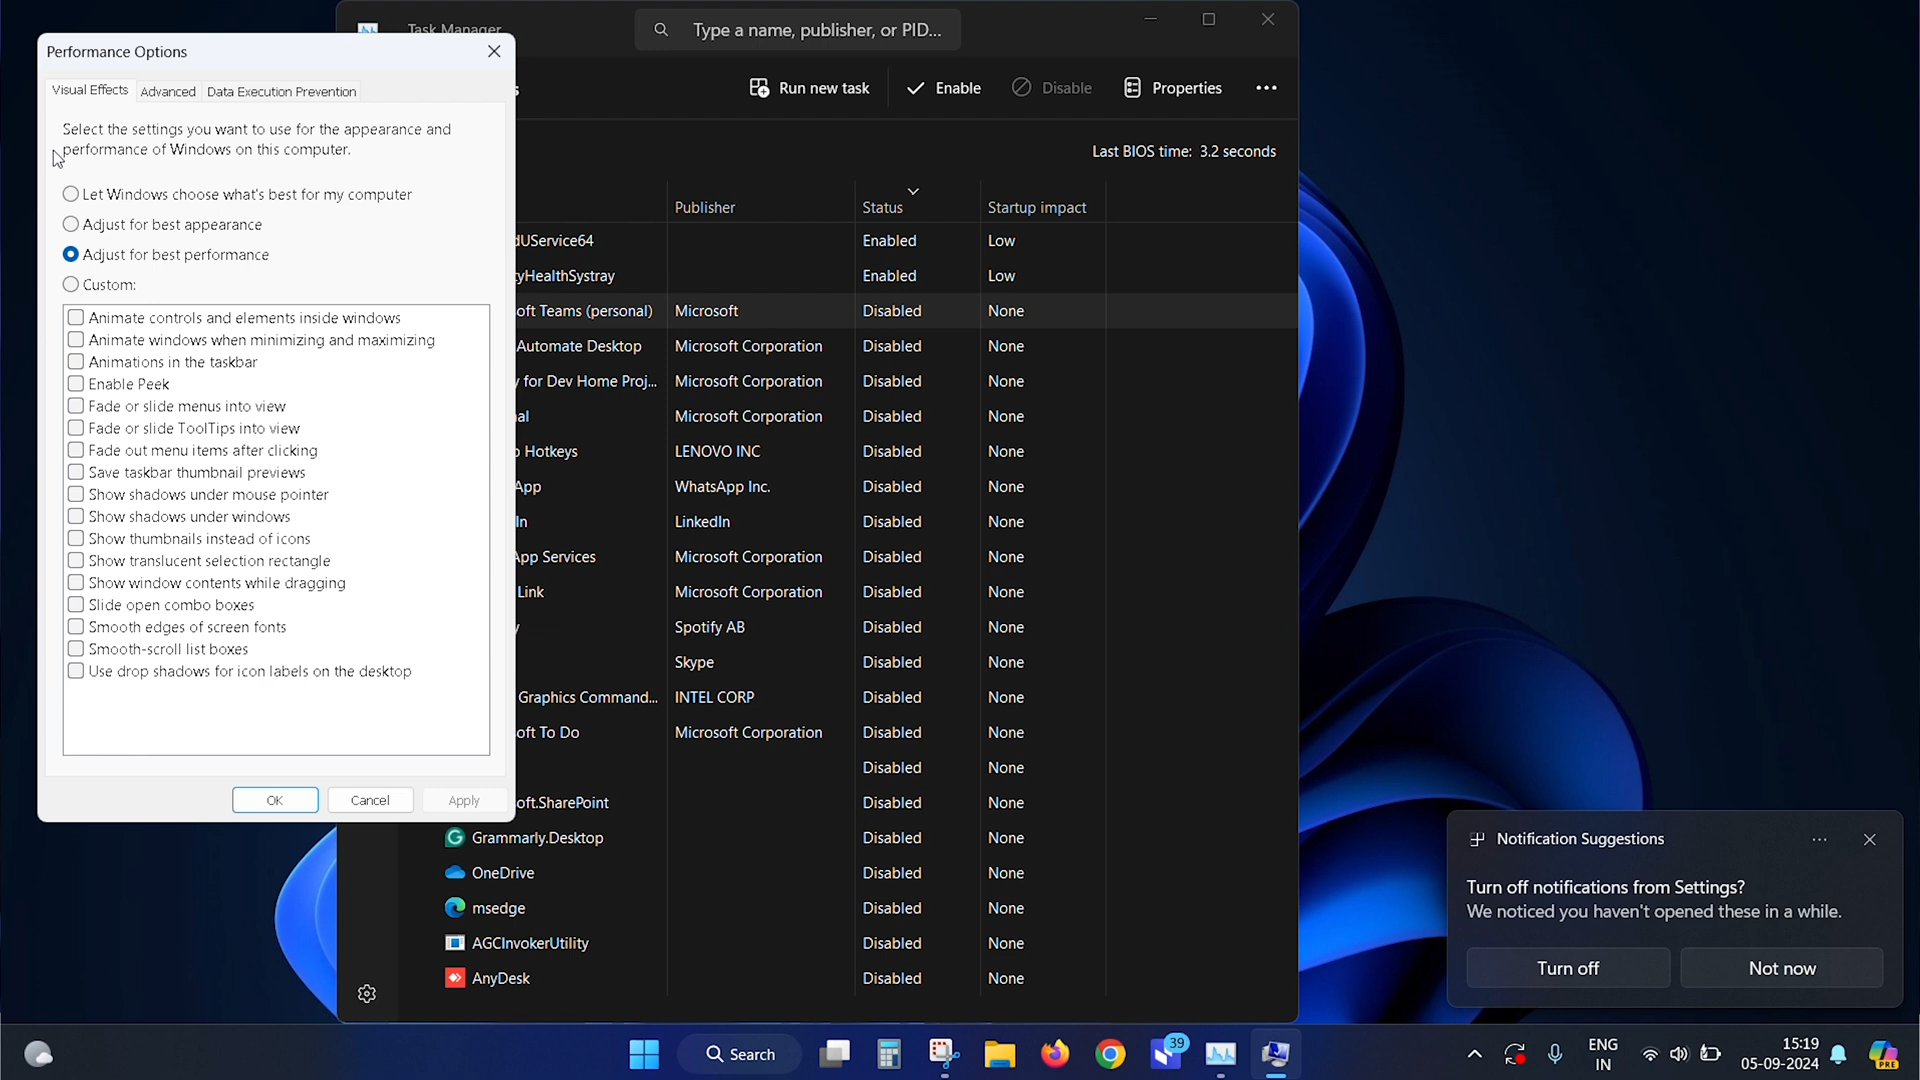 Task Manager
Type a name, publisher, or PID...
Performance Options
Visual Effects
Advanced
Data Execution Prevention
Select the settings you want to use for the appearance and
performance of Windows on this computer.
Let Windows choose what's best for my computer
Adjust for best appearance
Adjust for best performance
Custom:
Animate controls and elements inside windows
Animate windows when minimizing and maximizing
Animations in the taskbar
Enable Peek
Fade or slide menus into view
Fade or slide ToolTips into view
Fade out menu items after clicking
Save taskbar thumbnail previews
Show shadows under mouse pointer
Show shadows under windows
Show thumbnails instead of icons
Show translucent selection rectangle
Show window contents while dragging
Slide open combo boxes
Smooth edges of screen fonts
Smooth-scroll list boxes
Use drop shadows for icon labels on the desktop
OK
Cancel
Apply
s
Run new task
Enable
Disable
Properties
Last BIOS time: 3.2 seconds
Publisher Status Startup impact
dUService64 Enabled Low
tyHealthSystray Enabled Low
oft Teams (personal) Microsoft Disabled None
Automate Desktop Microsoft Corporation Disabled None
y for Dev Home Proj... Microsoft Corporation Disabled None
al Microsoft Corporation Disabled None
Hotkeys LENOVO INC Disabled None
App WhatsApp Inc. Disabled None
In LinkedIn Disabled None
App Services Microsoft Corporation Disabled None
Link Microsoft Corporation Disabled None
y Spotify AB Disabled None
Skype Disabled None
Graphics Command... INTEL CORP Disabled None
oft To Do Microsoft Corporation Disabled None
Disabled None
oft.SharePoint Disabled None
Grammarly.Desktop Disabled None
OneDrive Disabled None
msedge Disabled None
AGCInvokerUtility Disabled None
AnyDesk Disabled None
Notification Suggestions
Turn off notifications from Settings?
We noticed you haven't opened these in a while.
Turn off
Not now
Search
39
ENG
IN
15:19
05-09-2024
PRE